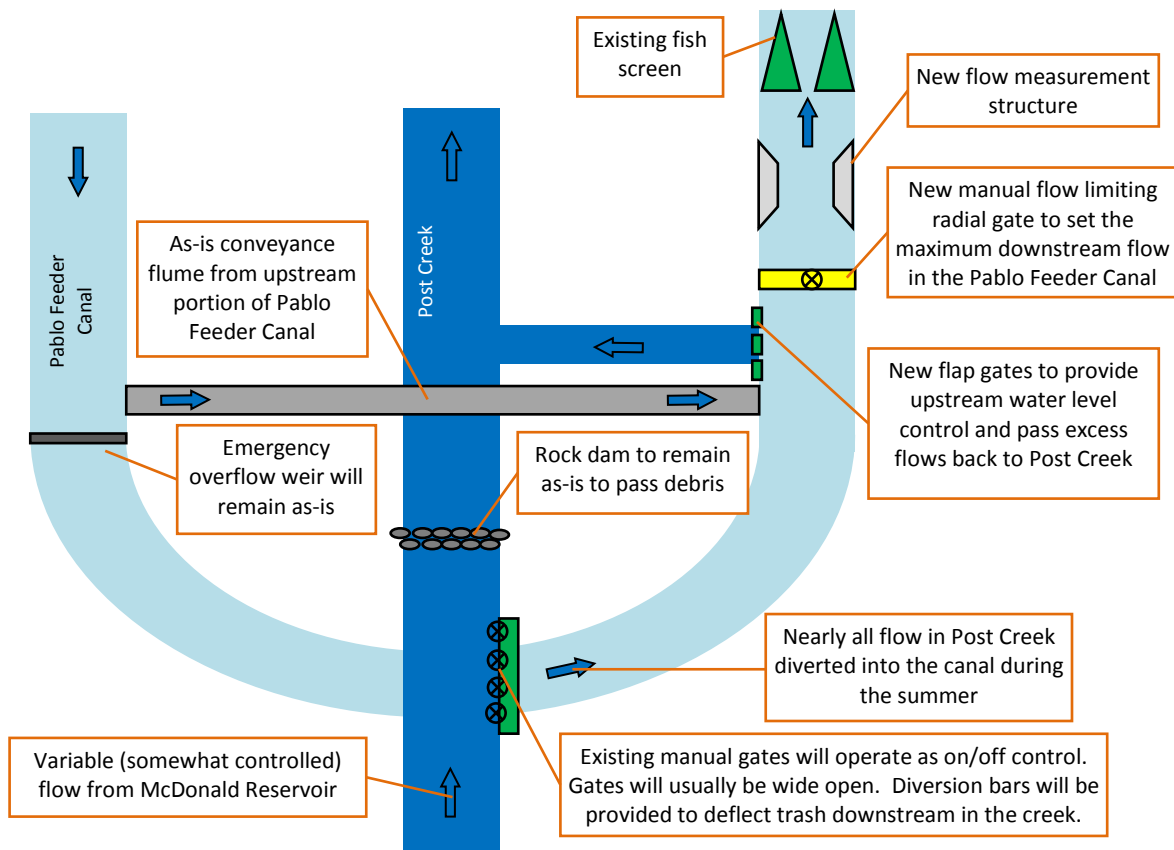 Existing fish
screen
New flow measurement
structure
New manual flow limiting
radial gate to set the
maximum downstream flow
in the Pablo Feeder Canal
As-is conveyance
flume from upstream
portion of Pablo
Feeder Canal
Post Creek
Pablo Feeder
Canal
New flap gates to provide
upstream water level
control and pass excess
flows back to Post Creek
Emergency
overflow weir will
remain as-is
Rock dam to remain
as-is to pass debris
Nearly all flow in Post Creek
diverted into the canal during
the summer
Variable (somewhat controlled)
flow from McDonald Reservoir
Existing manual gates will operate as on/off control.
Gates will usually be wide open.  Diversion bars will be
provided to deflect trash downstream in the creek.